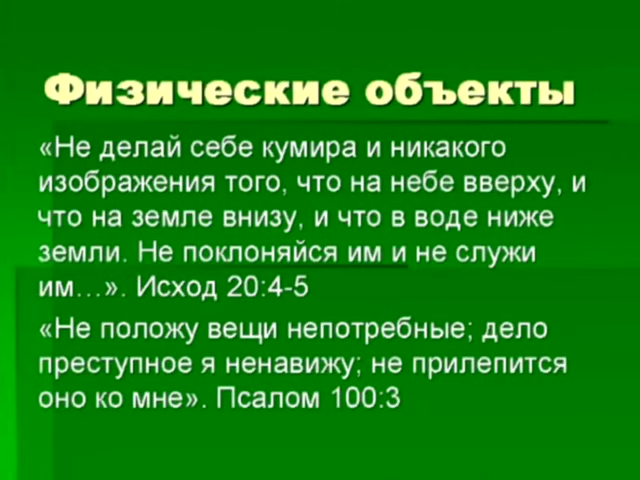 Физические объекты
«Не делай себе кумира и никакого
изображения того, что на небе вверху, и
что на земле внизу, и что в воде ниже
земли. Не поклоняйся им и не служи
им…». Исход 20:4-5
«Не положу вещи непотребные; дело
преступное я ненавижу; не прилепится
оно ко мне». Псалом 100:3